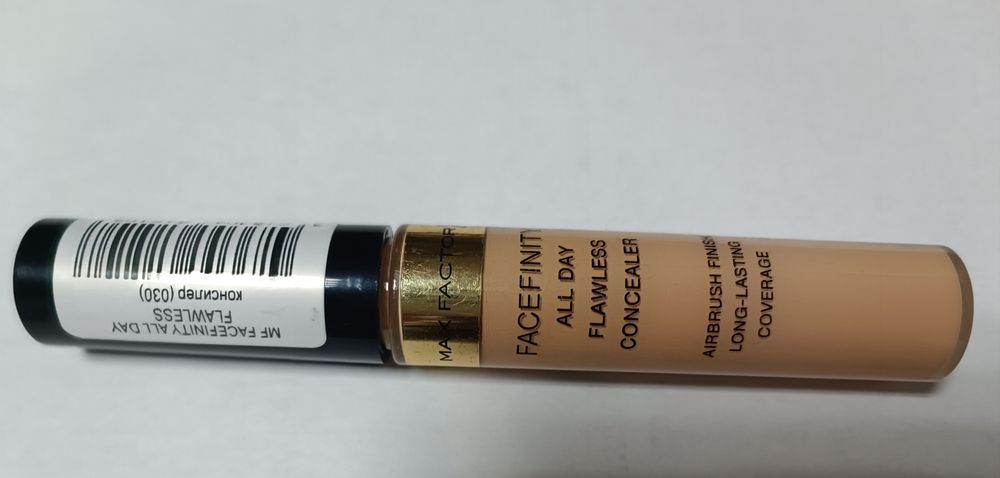 MF FACEFINITY ALL DAY
FLAWLESS
консилер (030)
MAX FACTOR
FACEFINITY
ALL DAY
FLAWLESS
CONCEALER
AIRBRUSH FINISH
LONG-LASTING
COVERAGE